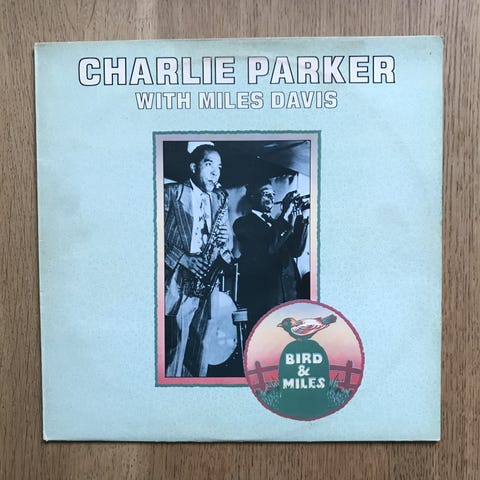 CHARLIE PARKER
WITH MILES DAVIS
BIRD
&
MILES